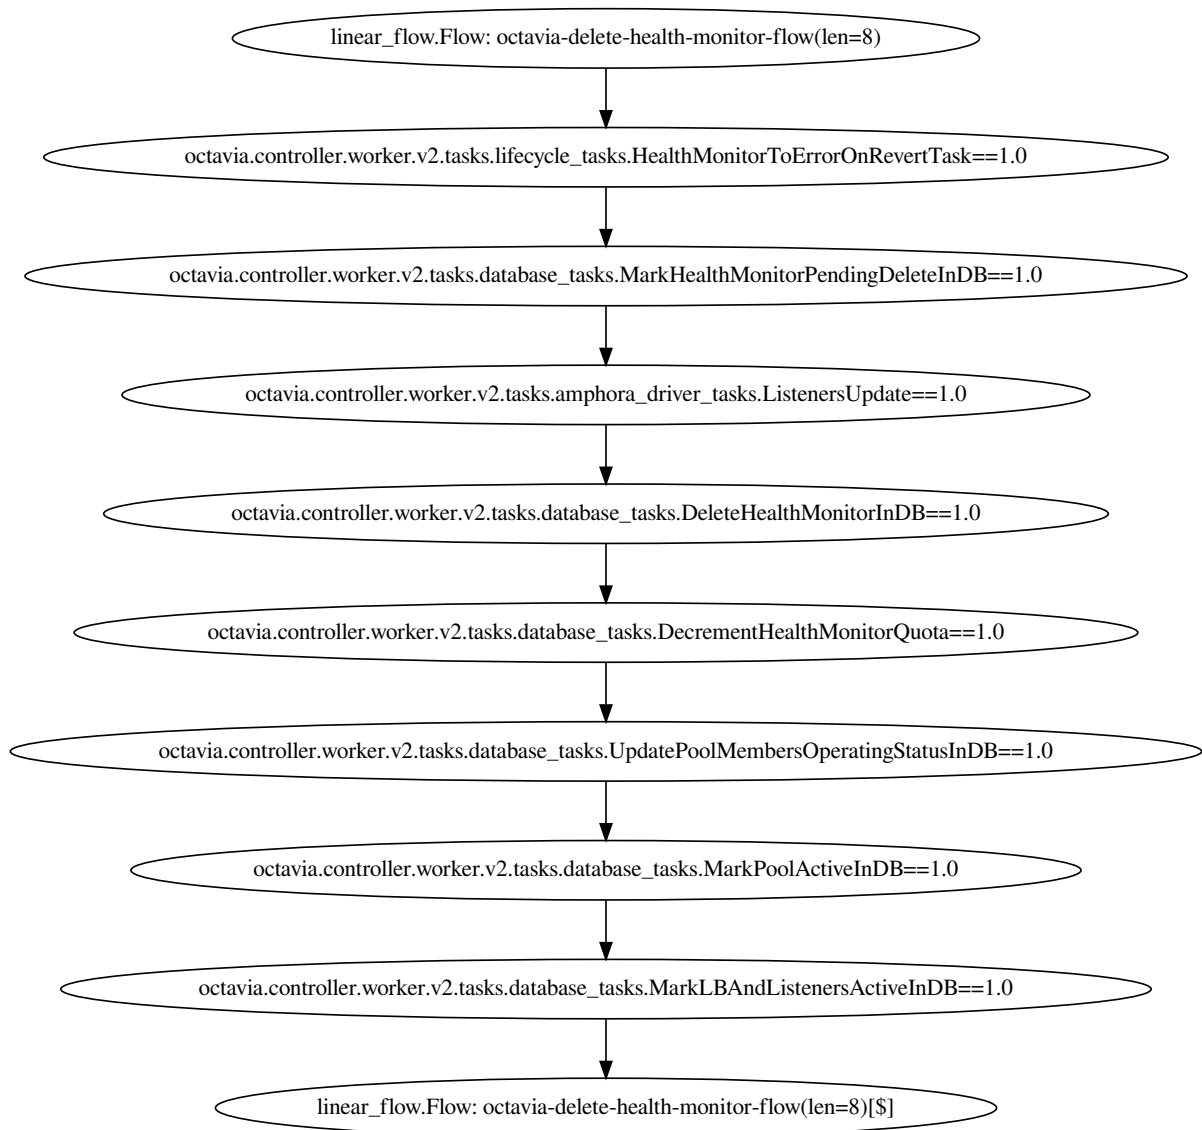 linear_flow.Flow: octavia-delete-health-monitor-flow(len=8)
octavia.controller.worker.v2.tasks.lifecycle_tasks.HealthMonitorToErrorOnRevertTask==1.0
octavia.controller.worker.v2.tasks.database_tasks.MarkHealthMonitorPendingDeleteInDB==1.0
octavia.controller.worker.v2.tasks.amphora_driver_tasks.ListenersUpdate==1.0
octavia.controller.worker.v2.tasks.database_tasks.DeleteHealthMonitorInDB==1.0
octavia.controller.worker.v2.tasks.database_tasks.DecrementHealthMonitorQuota==1.0
octavia.controller.worker.v2.tasks.database_tasks.UpdatePoolMembersOperatingStatusInDB==1.0
octavia.controller.worker.v2.tasks.database_tasks.MarkPoolActiveInDB==1.0
octavia.controller.worker.v2.tasks.database_tasks.MarkLBAndListenersActiveInDB==1.0
linear_flow.Flow: octavia-delete-health-monitor-flow(len=8)[$]